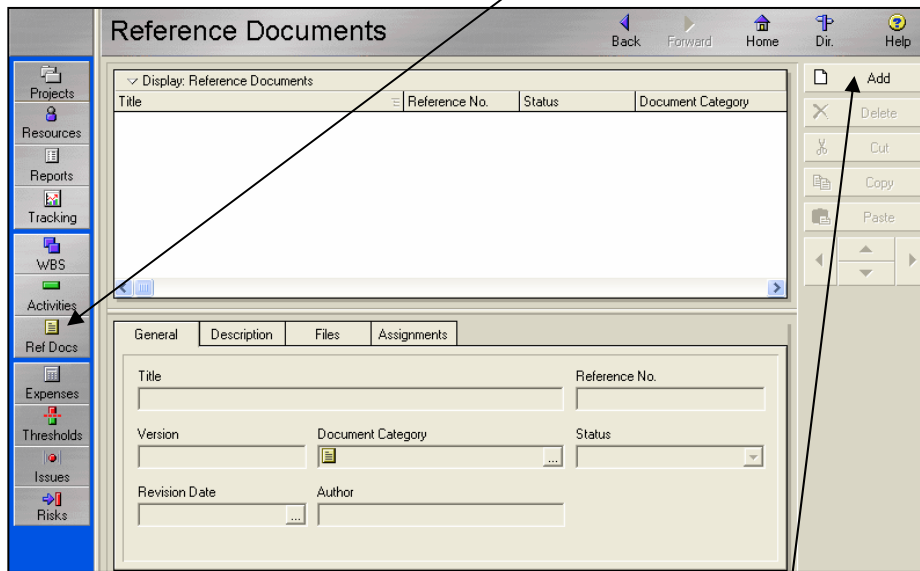 Reference Documents
Back Forward Home Dir. Help
Projects
Resources
Reports
Tracking
WBS
Activities
Ref Docs
Expenses
Thresholds
Issues
Risks
Display: Reference Documents
Title Reference No. Status Document Category
General Description Files Assignments
Title Reference No.
Version Document Category Status
...
Revision Date Author
...
Add
Delete
Cut
Copy
Paste